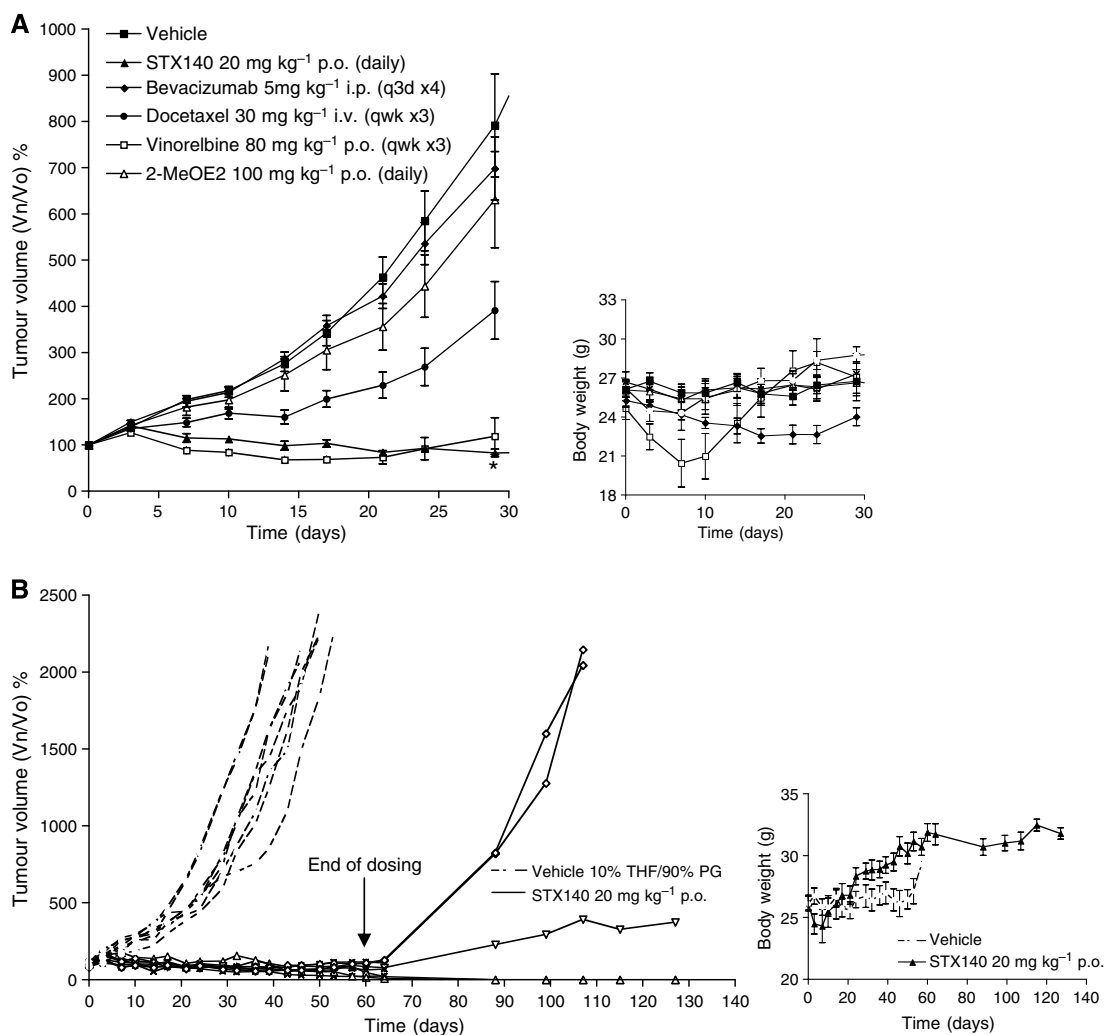 A
1000
900
800
700
600
500
400
300
200
100
0
Tumour volume (Vn/Vo) %
Vehicle
STX140 20 mg kg⁻¹ p.o. (daily)
Bevacizumab 5mg kg⁻¹ i.p. (q3d x4)
Docetaxel 30 mg kg⁻¹ i.v. (qwk x3)
Vinorelbine 80 mg kg⁻¹ p.o. (qwk x3)
2-MeOE2 100 mg kg⁻¹ p.o. (daily)
*
0 5 10 15 20 25 30
Time (days)
33
30
27
24
21
18
Body weight (g)
0 10 20 30
Time (days)
B
2500
2000
1500
1000
500
0
Tumour volume (Vn/Vo) %
End of dosing
Vehicle 10% THF/90% PG
STX140 20 mg kg⁻¹ p.o.
0 10 20 30 40 50 60 70 80 90 100 110 120 130 140
Time (days)
35
30
25
20
Body weight (g)
Vehicle
STX140 20 mg kg⁻¹ p.o.
0 20 40 60 80 100 120 140
Time (days)